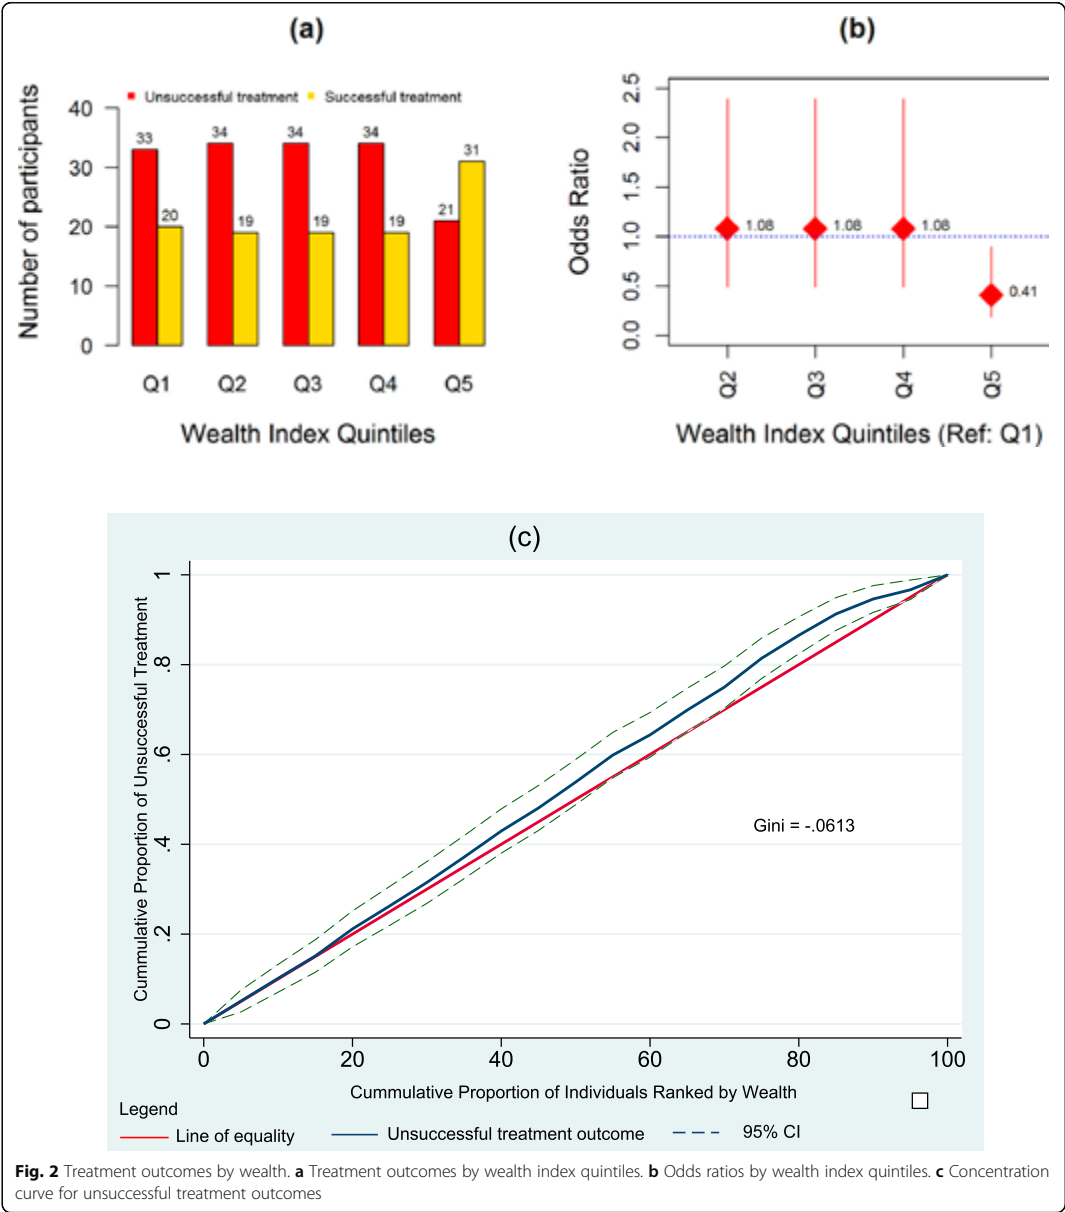 (a)
Unsuccessful treatment Successful treatment
Number of participants
40
30
20
10
0
33 20
34 19
34 19
34 19
21 31
Q1 Q2 Q3 Q4 Q5
Wealth Index Quintiles
(b)
Odds Ratio
2.5
2.0
1.5
1.0
0.5
0.0
1.08 1.08 1.08 0.41
Q2 Q3 Q4 Q5
Wealth Index Quintiles (Ref: Q1)
(c)
Cummulative Proportion of Unsuccessful Treatment
1
.8
.6
.4
.2
0
Gini = -.0613
0 20 40 60 80 100
Cummulative Proportion of Individuals Ranked by Wealth
Legend
Line of equality Unsuccessful treatment outcome 95% CI
Fig. 2 Treatment outcomes by wealth. a Treatment outcomes by wealth index quintiles. b Odds ratios by wealth index quintiles. c Concentration
curve for unsuccessful treatment outcomes